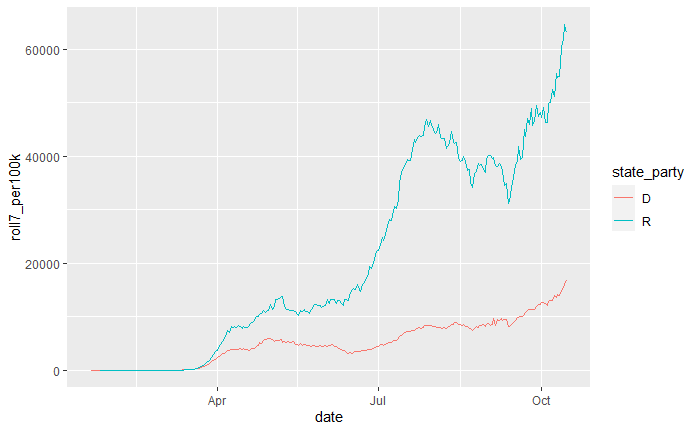 60000
40000
20000
0
roll7_per100k
Apr
Jul
Oct
date
state_party
D
R